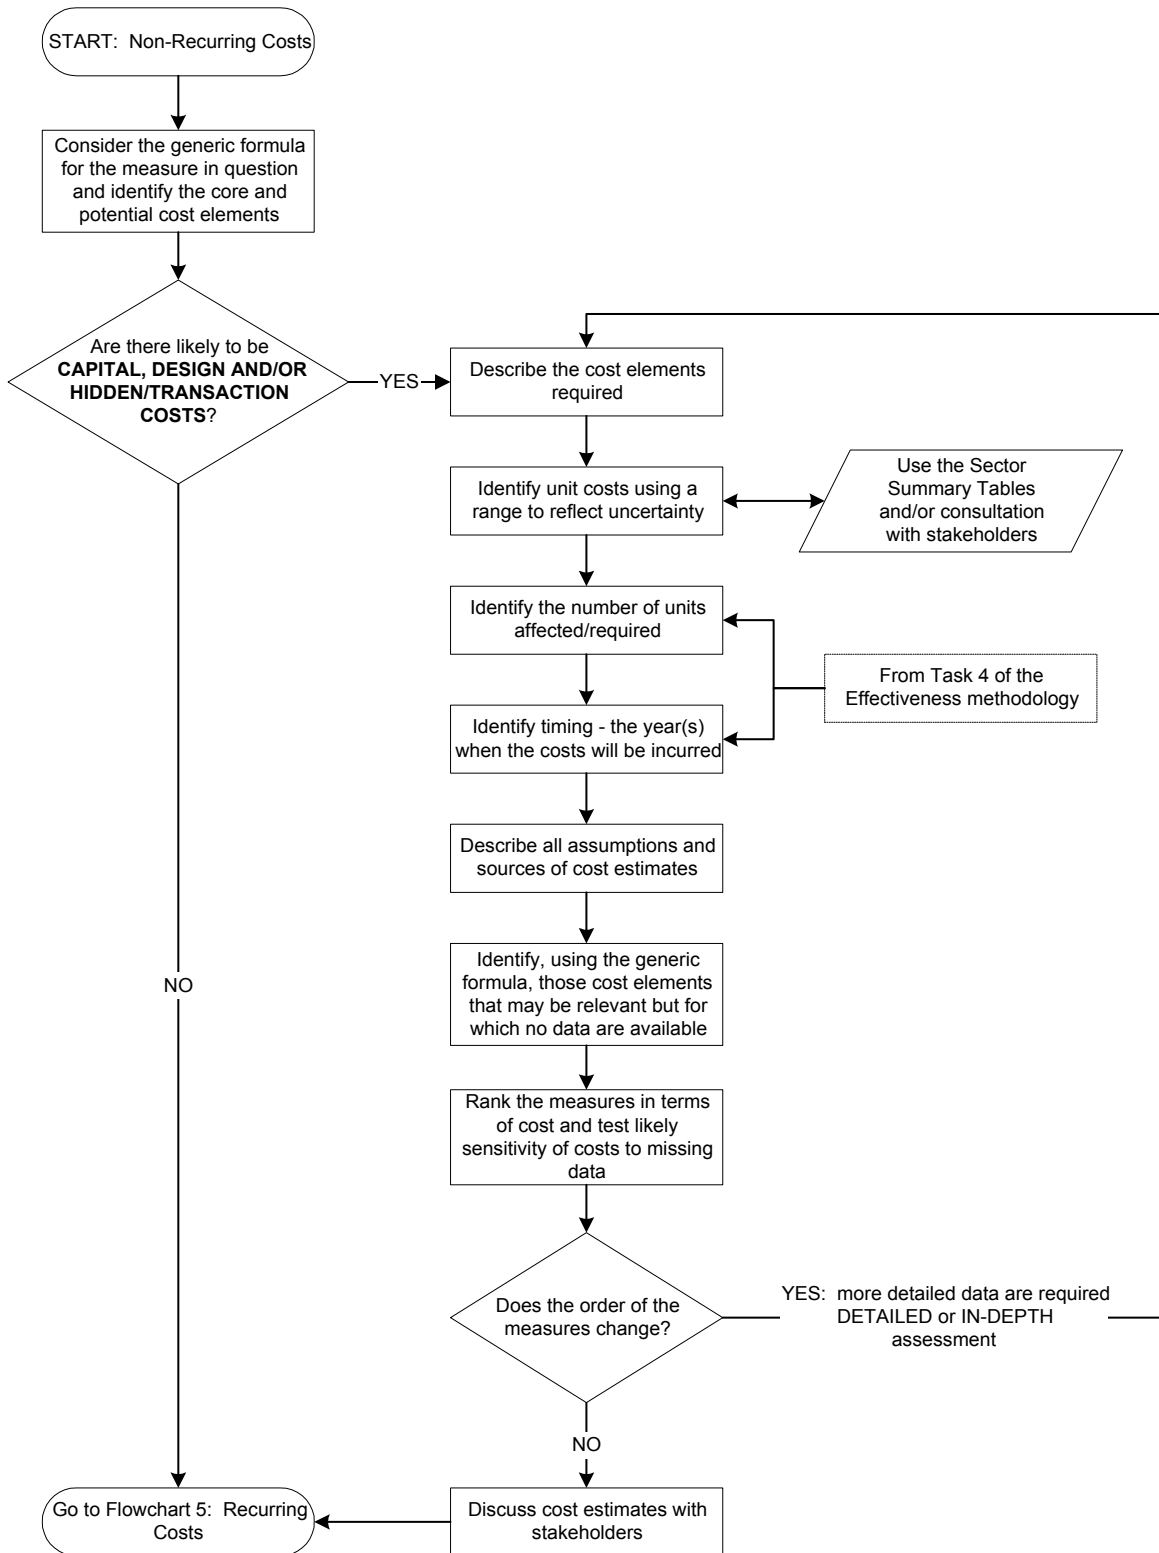 START: Non-Recurring Costs
Consider the generic formula
for the measure in question
and identify the core and
potential cost elements
Are there likely to be
CAPITAL, DESIGN AND/OR
HIDDEN/TRANSACTION
COSTS?
YES
Describe the cost elements
required
Identify unit costs using a
range to reflect uncertainty
Use the Sector
Summary Tables
and/or consultation
with stakeholders
Identify the number of units
affected/required
From Task 4 of the
Effectiveness methodology
Identify timing - the year(s)
when the costs will be incurred
Describe all assumptions and
sources of cost estimates
Identify, using the generic
formula, those cost elements
that may be relevant but for
which no data are available
NO
Rank the measures in terms
of cost and test likely
sensitivity of costs to missing
data
Does the order of the
measures change?
YES: more detailed data are required
DETAILED or IN-DEPTH
assessment
NO
Discuss cost estimates with
stakeholders
Go to Flowchart 5: Recurring
Costs